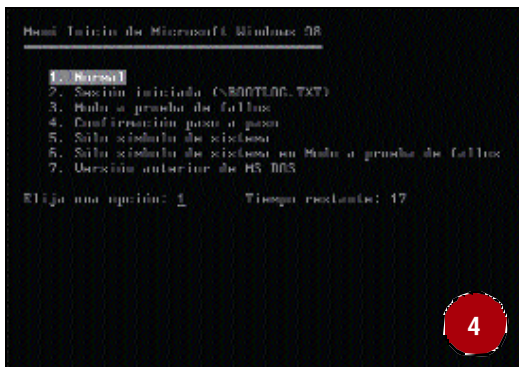 Menú Inicio de Microsoft Windows 98
1. Normal
2. Sesión iniciada (\BOOTLOG.TXT)
3. Modo a prueba de fallos
4. Confirmación paso a paso
5. Sólo símbolo de sistema
6. Sólo símbolo de sistema en Modo a prueba de fallos
7. Versión anterior de MS-DOS
Elija una opción: 1 Tiempo restante: 17
4